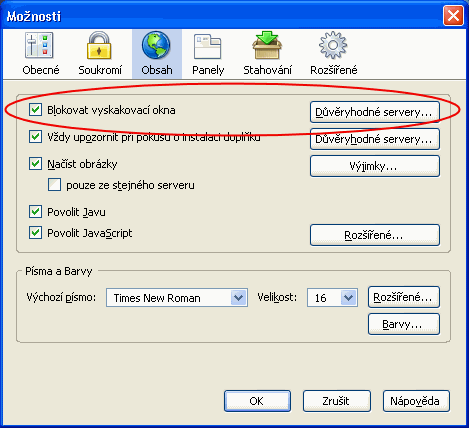 Možnosti
Obecné Soukromí Obsah Panely Stahování Rozšířené
Blokovat vyskakovací okna Důvěryhodné servery...
Vždy upozornit při pokusu o instalaci doplňku Důvěryhodné servery...
Načíst obrázky Výjimky...
pouze ze stejného serveru
Povolit Javu
Povolit JavaScript Rozšířené...
Písma a Barvy
Výchozí písmo: Times New Roman Velikost: 16 Rozšířené...
Barvy...
OK Zrušit Nápověda